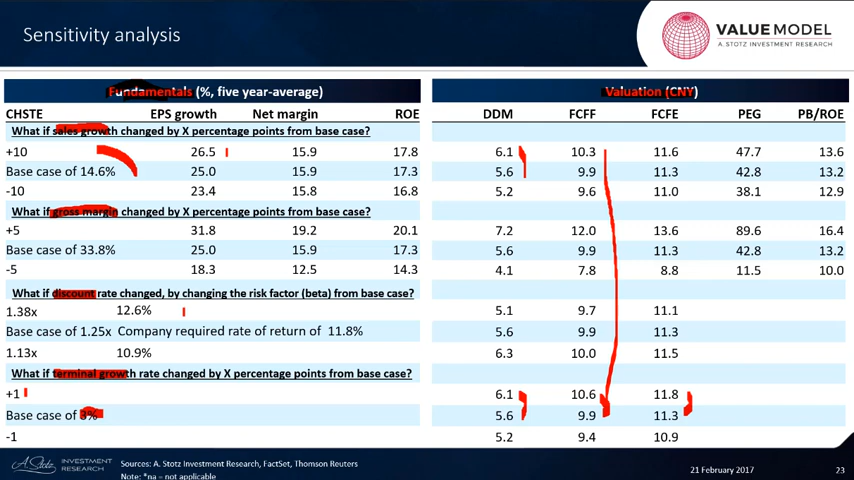 Sensitivity analysis
VALUE MODEL
A. STOTZ INVESTMENT RESEARCH
Fundamentals (%, five year-average)
Valuation (CNY)
CHSTE EPS growth Net margin ROE DDM FCFF FCFE PEG PB/ROE
What if sales growth changed by X percentage points from base case?
+10 26.5 15.9 17.8 6.1 10.3 11.6 47.7 13.6
Base case of 14.6% 25.0 15.9 17.3 5.6 9.9 11.3 42.8 13.2
-10 23.4 15.8 16.8 5.2 9.6 11.0 38.1 12.9
What if gross margin changed by X percentage points from base case?
+5 31.8 19.2 20.1 7.2 12.0 13.6 89.6 16.4
Base case of 33.8% 25.0 15.9 17.3 5.6 9.9 11.3 42.8 13.2
-5 18.3 12.5 14.3 4.1 7.8 8.8 11.5 10.0
What if discount rate changed, by changing the risk factor (beta) from base case?
1.38x 12.6% 5.1 9.7 11.1
Base case of 1.25x Company required rate of return of 11.8% 5.6 9.9 11.3
1.13x 10.9% 6.3 10.0 11.5
What if terminal growth rate changed by X percentage points from base case?
+1 6.1 10.6 11.8
Base case of 3% 5.6 9.9 11.3
-1 5.2 9.4 10.9
A. Stotz INVESTMENT RESEARCH
Sources: A. Stotz Investment Research, FactSet, Thomson Reuters
Note: *na – not applicable
21 February 2017
23